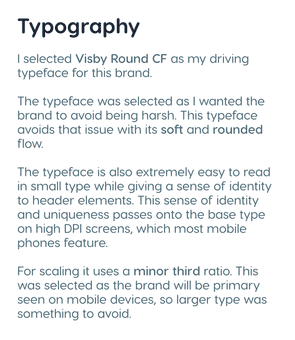 Typography
I selected Visby Round CF as my driving
typeface for this brand.
The typeface was selected as I wanted the
brand to avoid being harsh. This typeface
avoids that issue with its soft and rounded
flow.
The typeface is also extremely easy to read
in small type while giving a sense of identity
to header elements. This sense of identity
and uniqueness passes onto the base type
on high DPI screens, which most mobile
phones feature.
For scaling it uses a minor third ratio. This
was selected as the brand will be primary
seen on mobile devices, so larger type was
something to avoid.